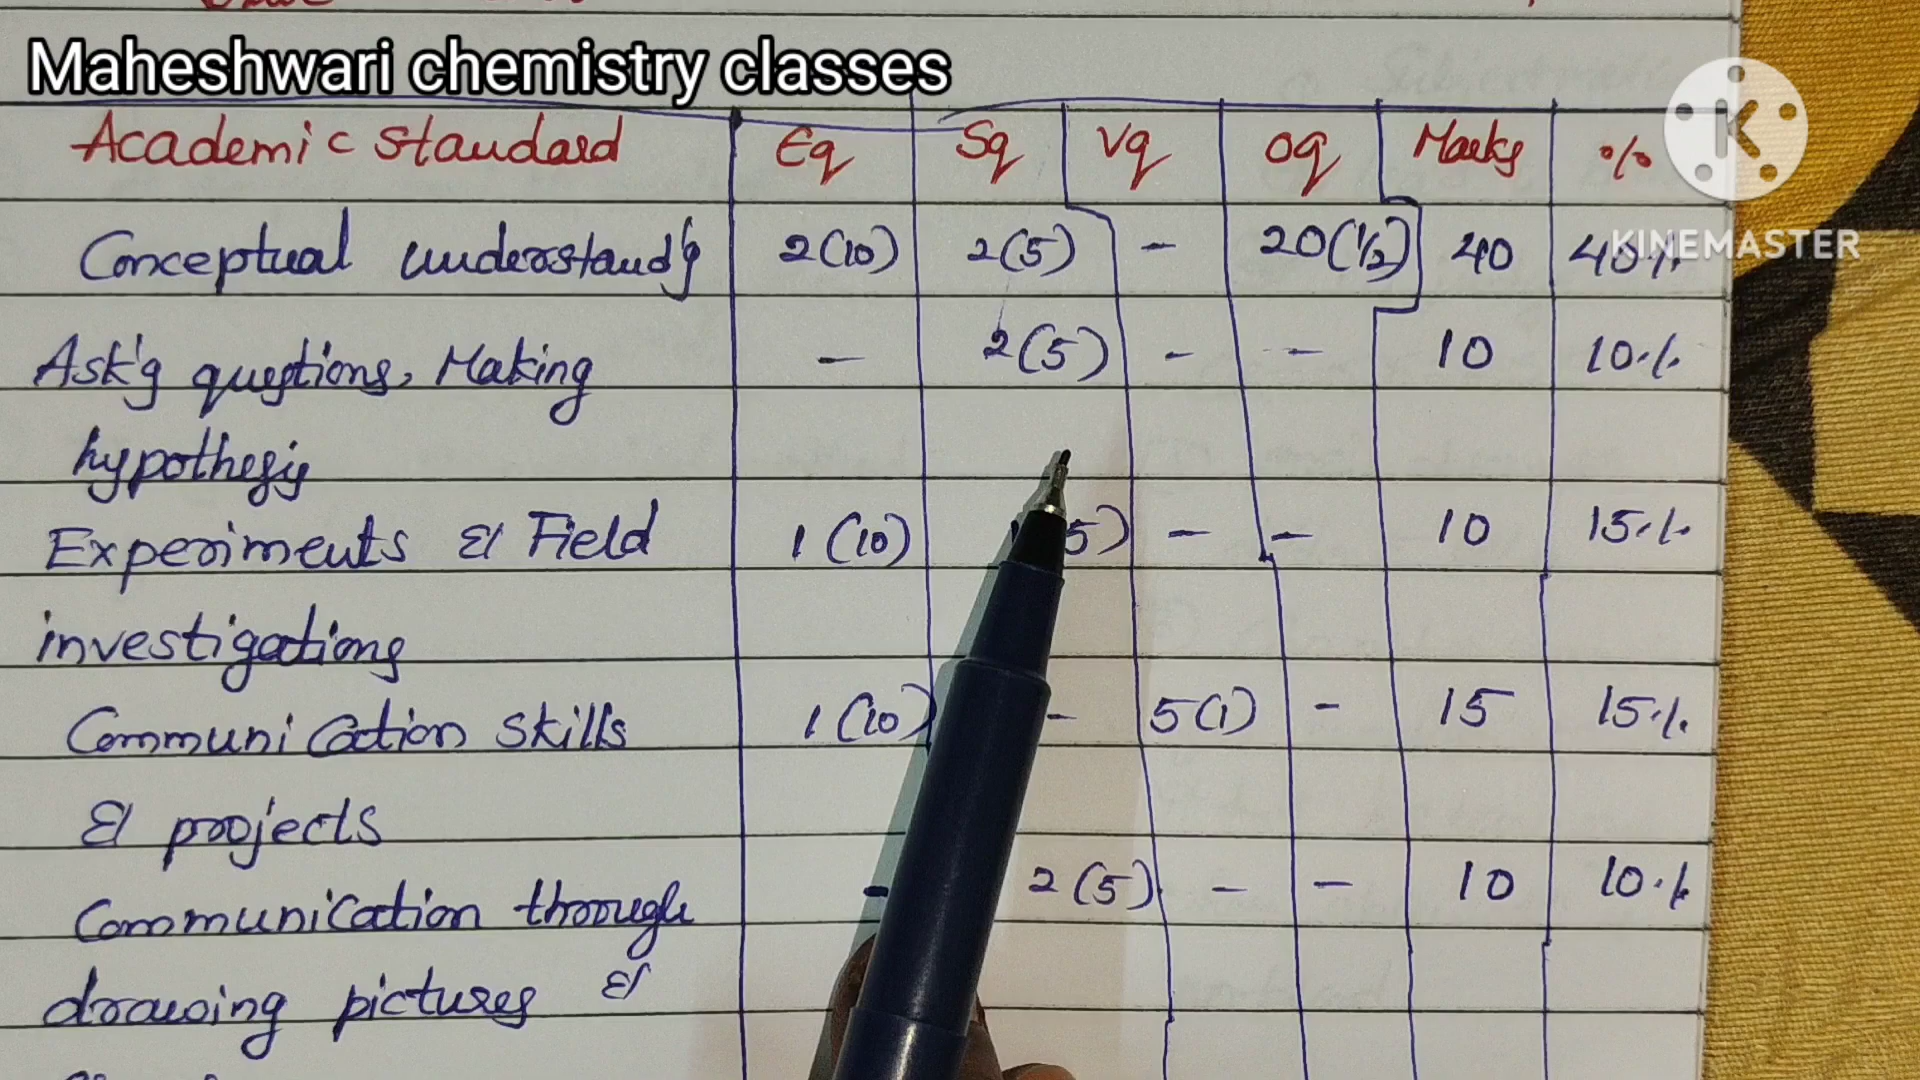 Maheshwari chemistry classes
KINEMASTER
Academic standard Eq Sq Vq oq Marks %
Conceptual understand'g 2(10) 2(5) - 20(1/2) 40 40%
Ask'g questions, Making - 2(5) - - 10 10%
hypothesis
Experiments & Field 1(10) 5) - - 10 15%
investigations
Communication skills 1(10) - 5(1) - 15 15%
& projects
Communication through - 2(5) - - 10 10%
drawing pictures &